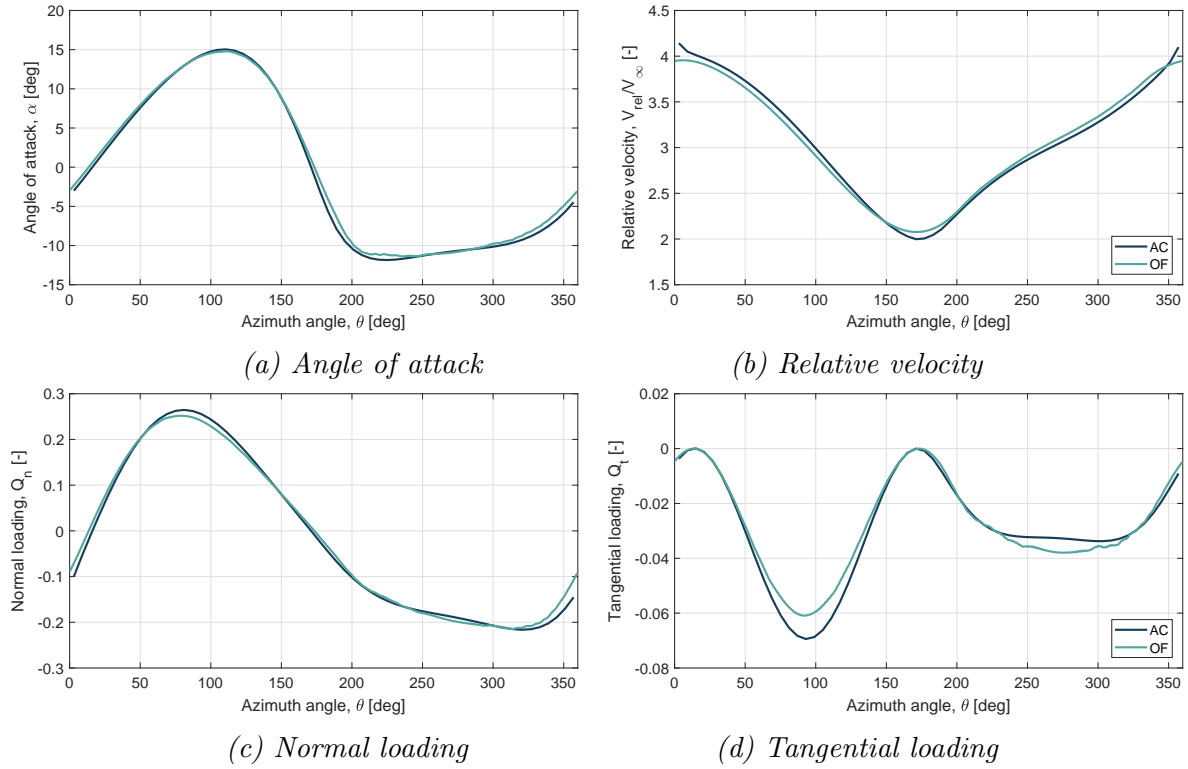 20
15
10
5
0
-5
-10
-15
0 50 100 150 200 250 300 350
Angle of attack, α [deg]
Azimuth angle, θ [deg]
(a) Angle of attack
4.5
4
3.5
3
2.5
2
1.5
0 50 100 150 200 250 300 350
Relative velocity, V_rel/V_∞ [-]
Azimuth angle, θ [deg]
AC
OF
(b) Relative velocity
0.3
0.2
0.1
0
-0.1
-0.2
-0.3
0 50 100 150 200 250 300 350
Normal loading, Q_n [-]
Azimuth angle, θ [deg]
(c) Normal loading
0.02
0
-0.02
-0.04
-0.06
-0.08
0 50 100 150 200 250 300 350
Tangential loading, Q_t [-]
Azimuth angle, θ [deg]
AC
OF
(d) Tangential loading